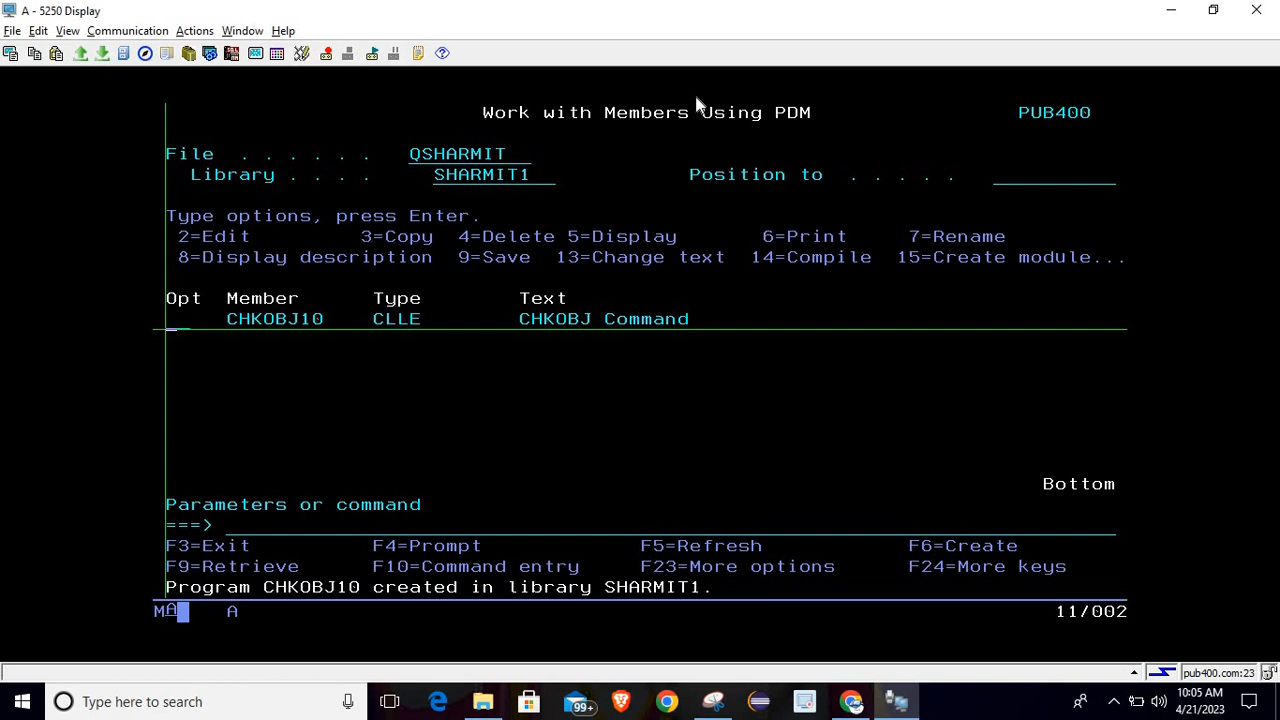 A - 5250 Display
File Edit View Communication Actions Window Help
Work with Members Using PDM PUB400
File . . . . . . QSHARMIT
Library . . . . SHARMIT1 Position to . . . . .
Type options, press Enter.
2=Edit 3=Copy 4=Delete 5=Display 6=Print 7=Rename
8=Display description 9=Save 13=Change text 14=Compile 15=Create module...
Opt Member Type Text
CHKOBJ10 CLLE CHKOBJ Command
Bottom
Parameters or command
===>
F3=Exit F4=Prompt F5=Refresh F6=Create
F9=Retrieve F10=Command entry F23=More options F24=More keys
Program CHKOBJ10 created in library SHARMIT1.
MA A 11/002
pub400.com:23
Type here to search 99+ 10:05 AM
4/21/2023